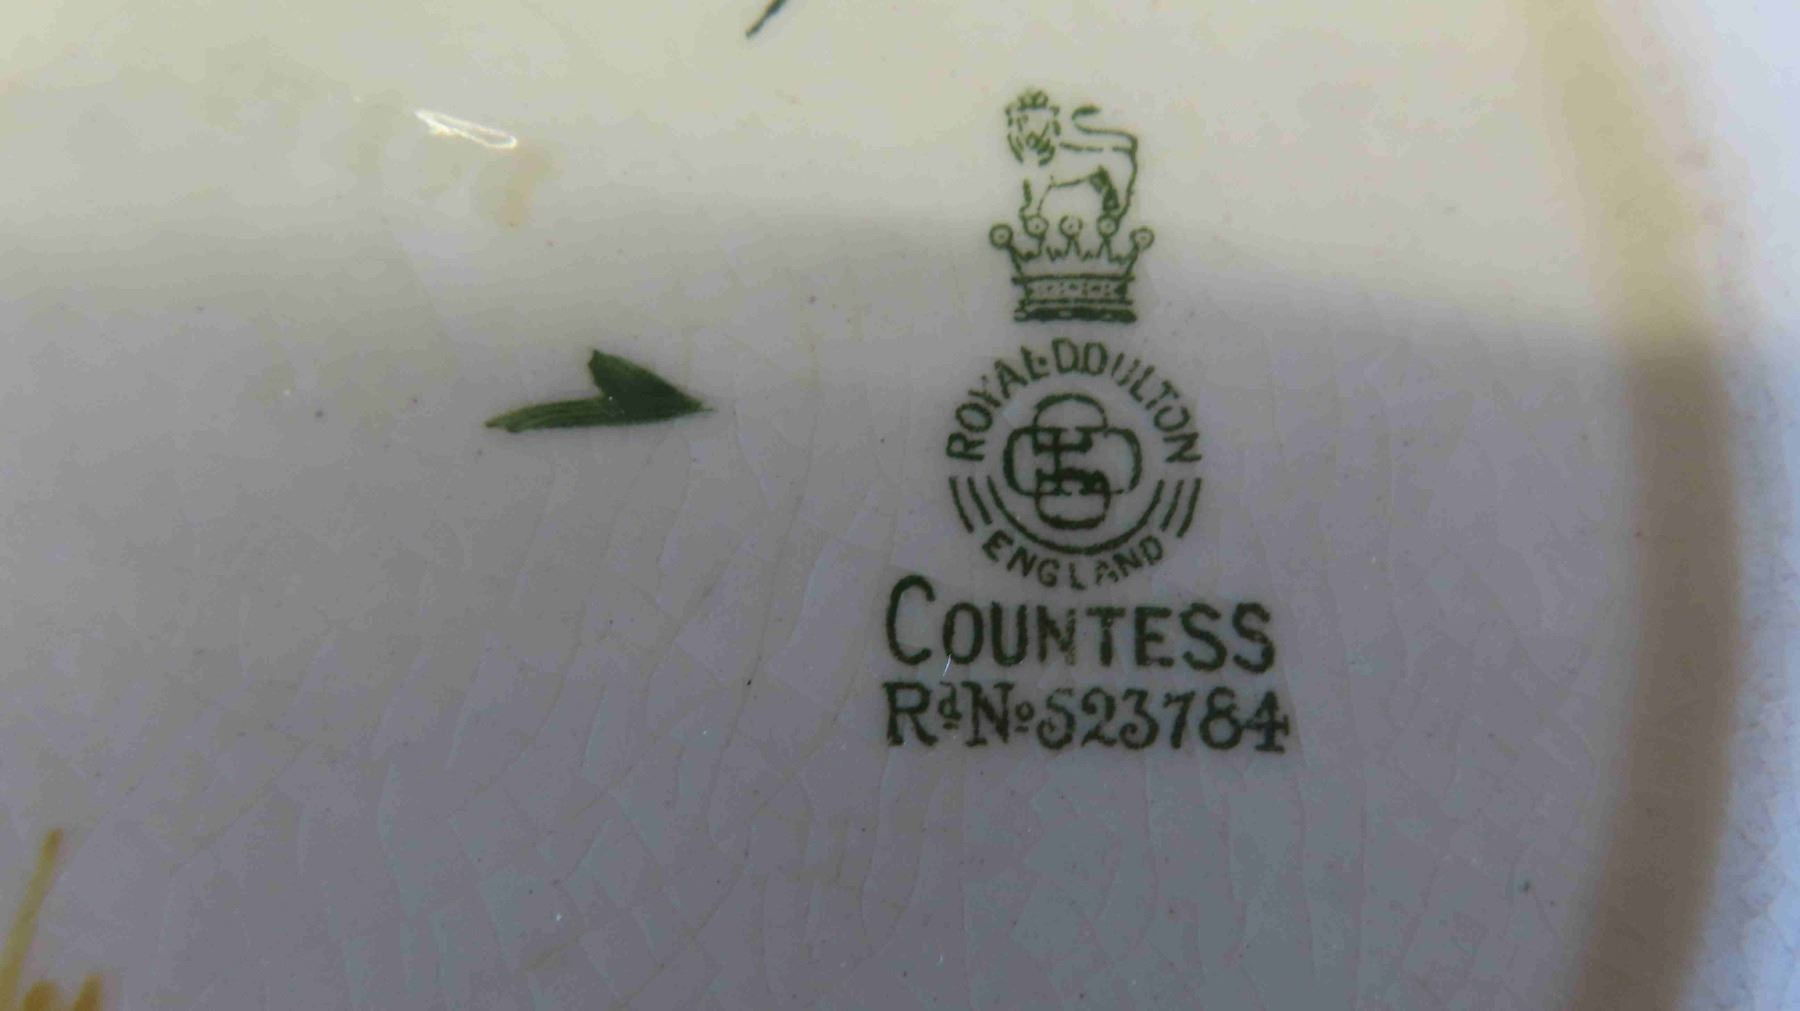 ROYAL·DOULTON
ENGLAND
COUNTESS
Rd No 523784